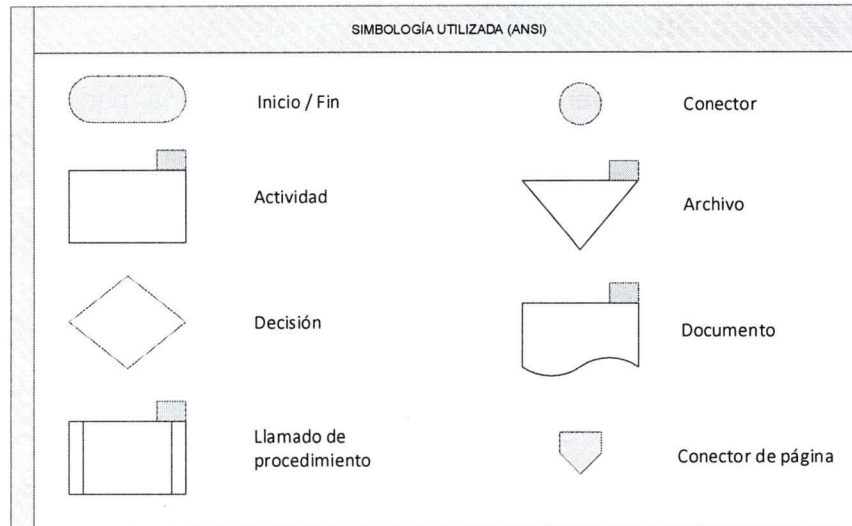 SIMBOLOGÍA UTILIZADA (ANSI)
Inicio / Fin
Conector
Actividad
Archivo
Decisión
Documento
Llamado de
procedimiento
Conector de página